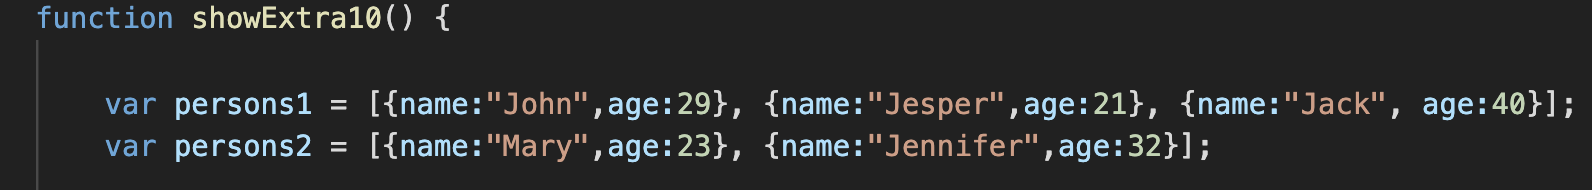 function showExtra10() {
var persons1 = [{name:"John",age:29}, {name:"Jesper",age:21}, {name:"Jack", age:40}];
var persons2 = [{name:"Mary",age:23}, {name:"Jennifer",age:32}];